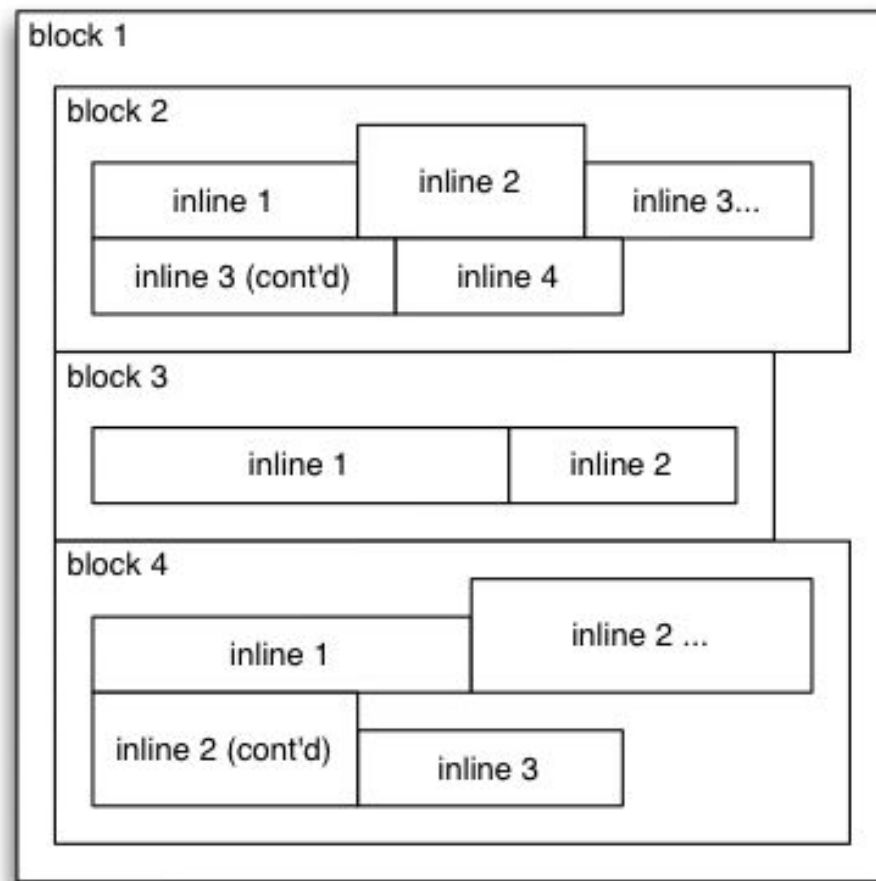 block 1
block 2
inline 1 inline 2 inline 3...
inline 3 (cont'd) inline 4
block 3
inline 1 inline 2
block 4
inline 1 inline 2 ...
inline 2 (cont'd) inline 3